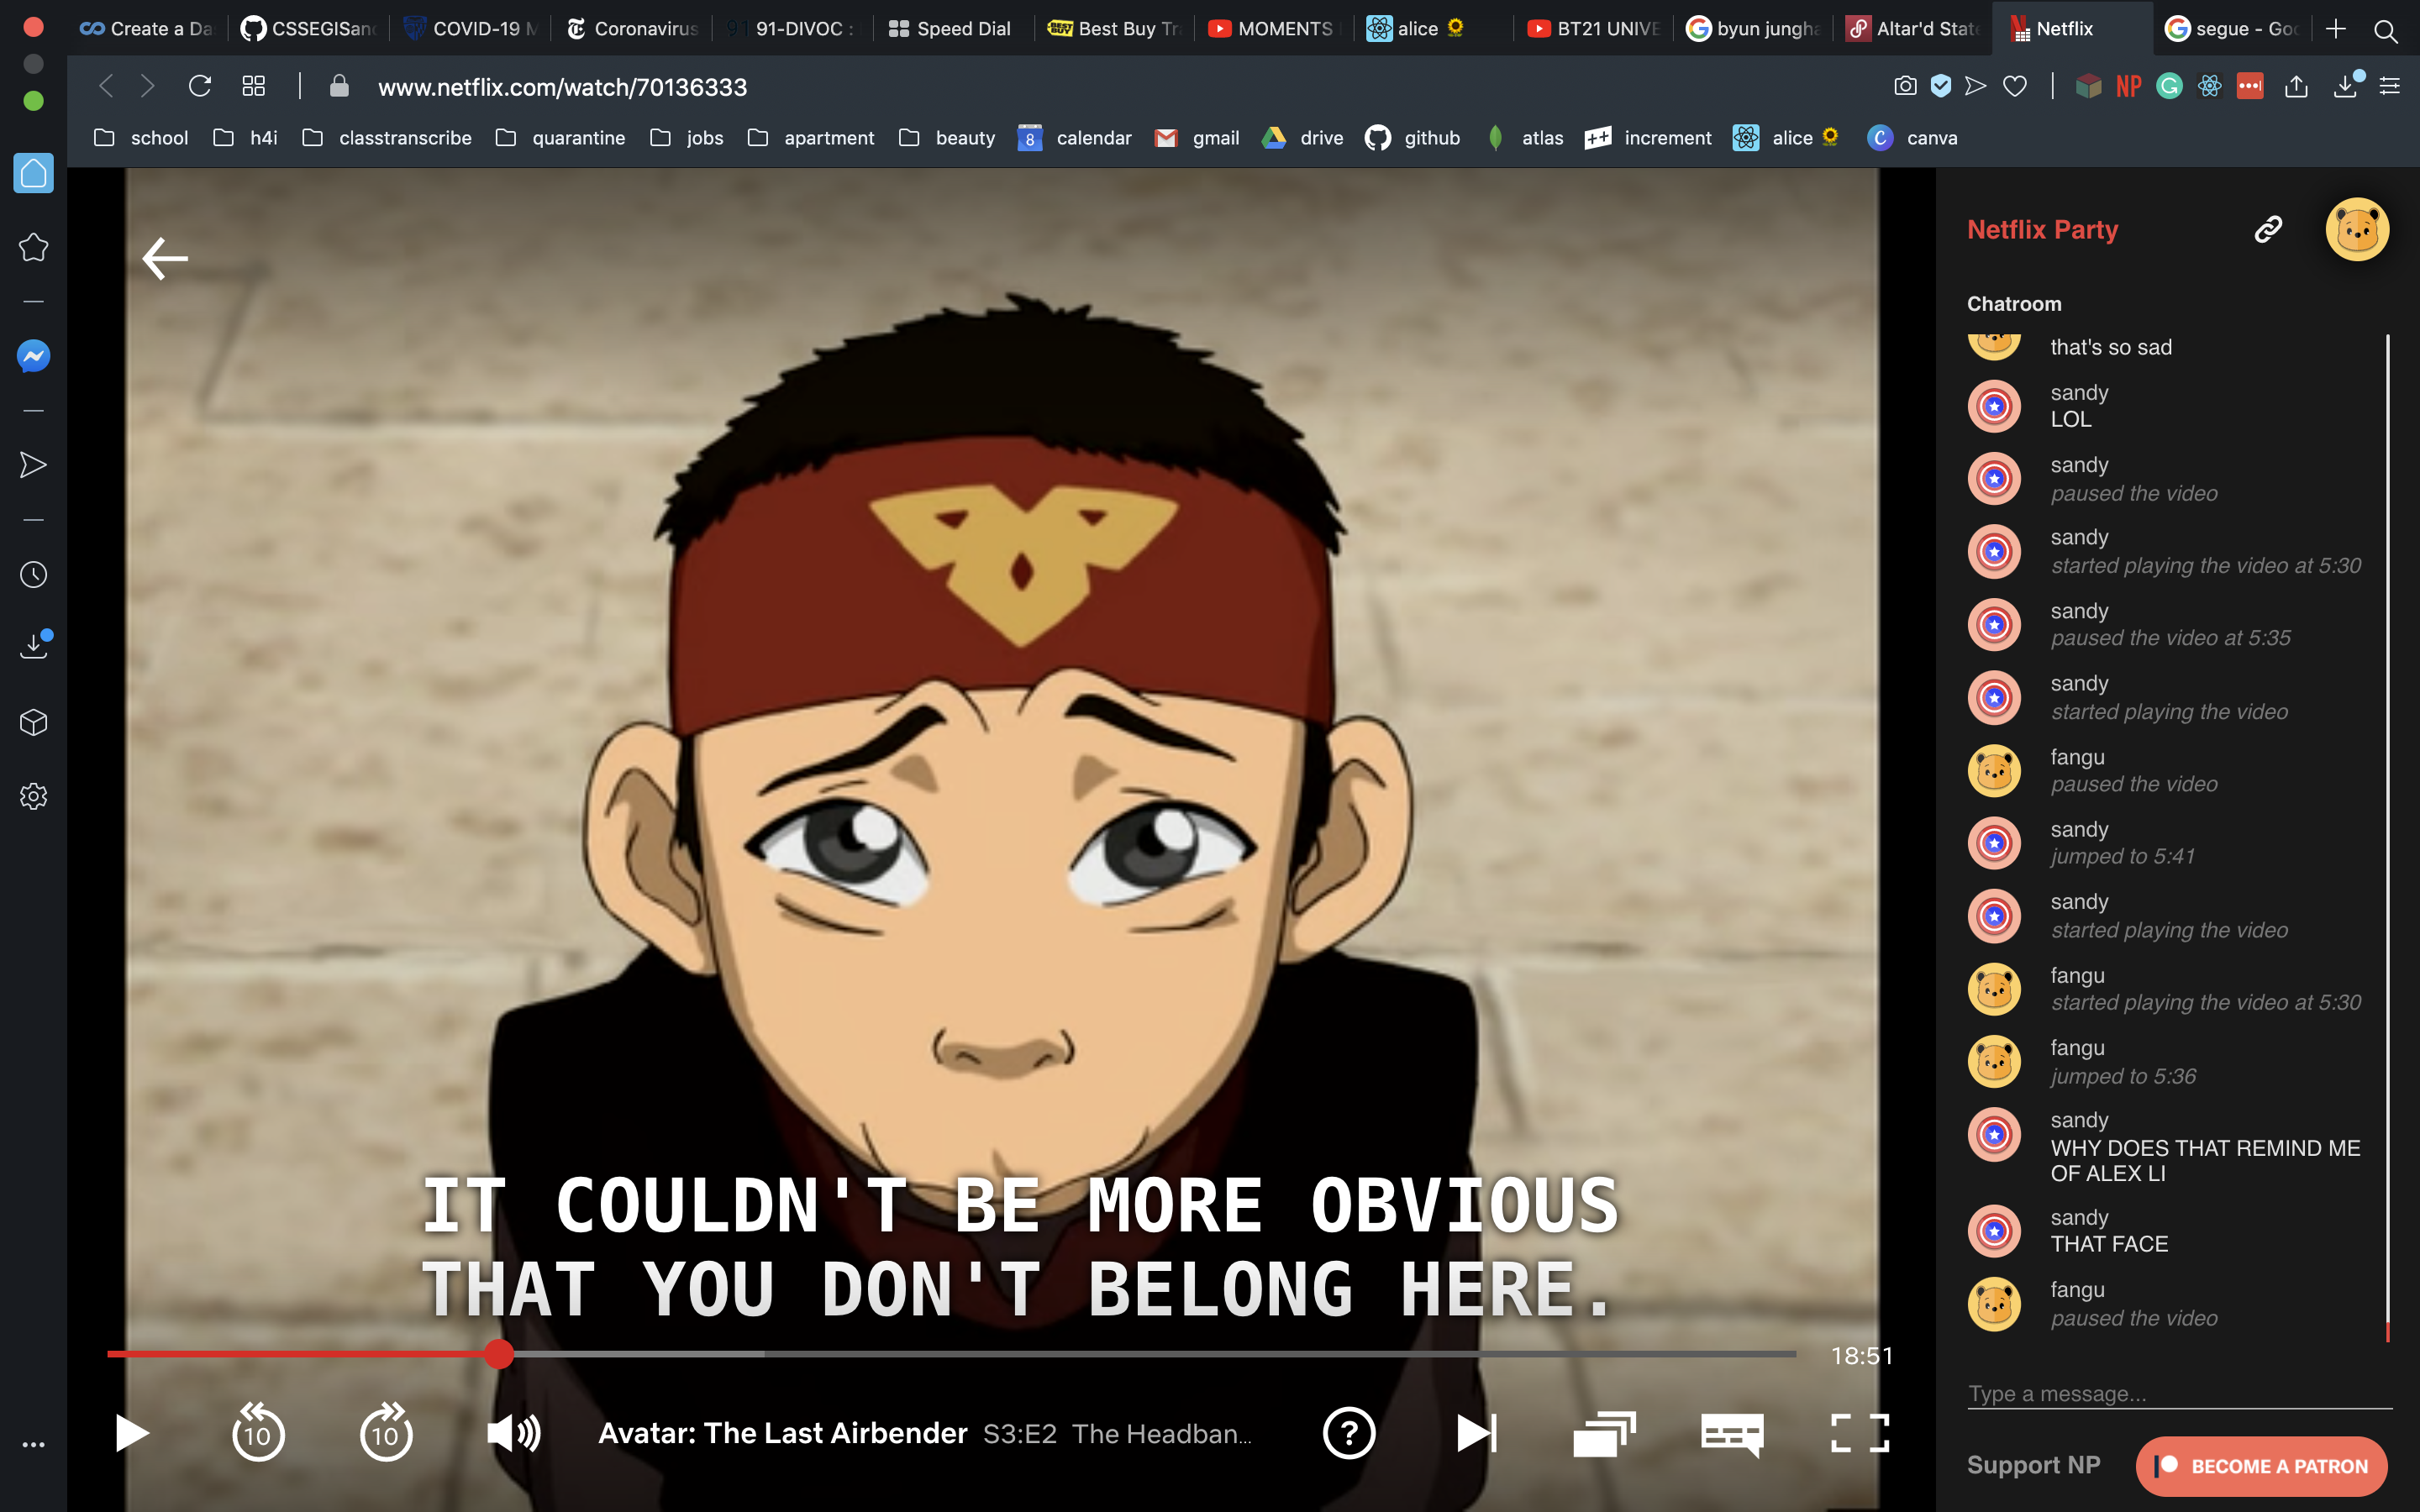 Create a Da
CSSEGISan
COVID-19 M
Coronavirus
91-DIVOC :
Speed Dial
Best Buy Tr
MOMENTS
alice
BT21 UNIVE
byun jungha
Altar'd State
Netflix
segue - Goo
www.netflix.com/watch/70136333
NP
school
h4i
classtranscribe
quarantine
jobs
apartment
beauty
8 calendar
gmail
drive
github
atlas
++ increment
alice
canva
IT COULDN'T BE MORE OBVIOUS
THAT YOU DON'T BELONG HERE.
18:51
10
10
Avatar: The Last Airbender S3:E2 The Headban...
?
Netflix Party
Chatroom
that's so sad
sandy
LOL
sandy
paused the video
sandy
started playing the video at 5:30
sandy
paused the video at 5:35
sandy
started playing the video
fangu
paused the video
sandy
jumped to 5:41
sandy
started playing the video
fangu
started playing the video at 5:30
fangu
jumped to 5:36
sandy
WHY DOES THAT REMIND ME
OF ALEX LI
sandy
THAT FACE
fangu
paused the video
Type a message...
Support NP
BECOME A PATRON